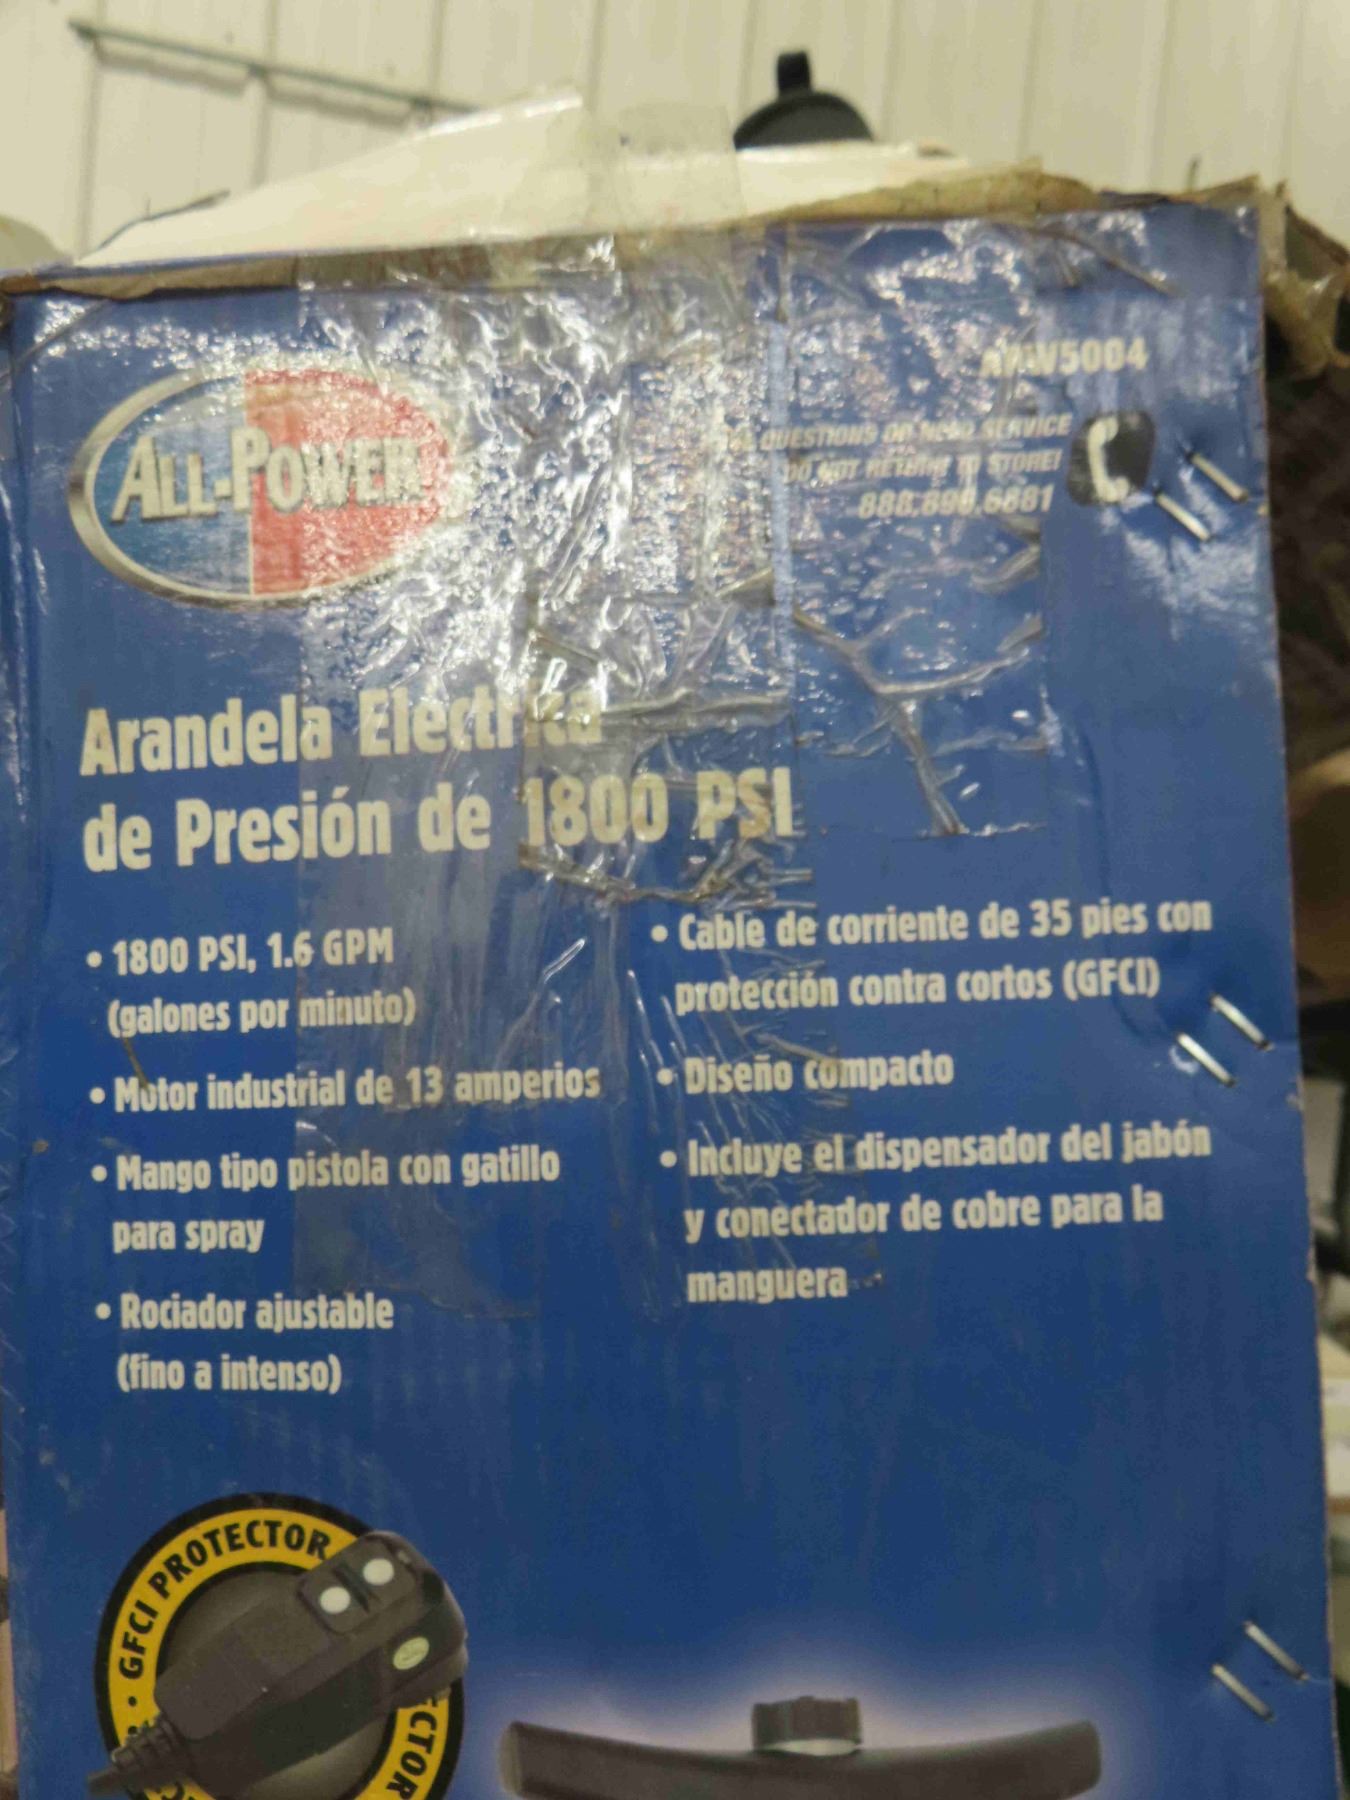 APW5004
QUESTIONS OR NEED SERVICE
DO NOT RETURN TO STORE!
888.896.6881
ALL-POWER
Arandela Electrica
de Presión de 1800 PSI
• 1800 PSI, 1.6 GPM
(galones por minuto)
• Motor industrial de 13 amperios
• Mango tipo pistola con gatillo
para spray
• Rociador ajustable
(fino a intenso)
• Cable de corriente de 35 pies con
protección contra cortos (GFCI)
• Diseño compacto
• Incluye el dispensador del jabón
y conectador de cobre para la
manguera
• GFCI PROTECTOR